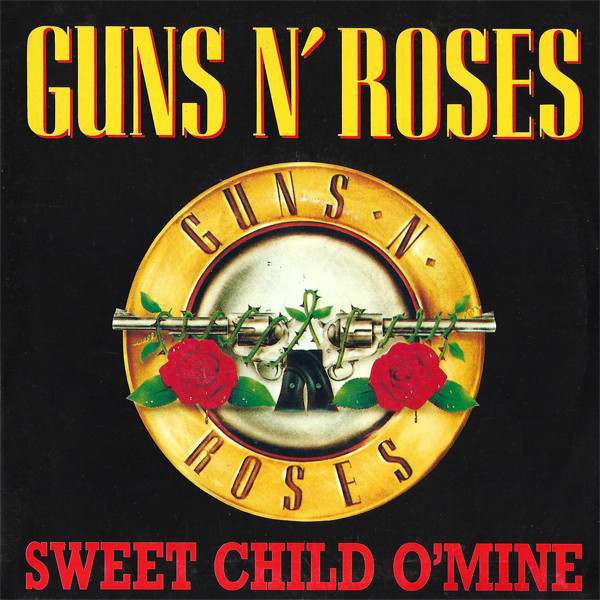 GUNS N' ROSES
GUNS · N ·
ROSES
SWEET CHILD O'MINE